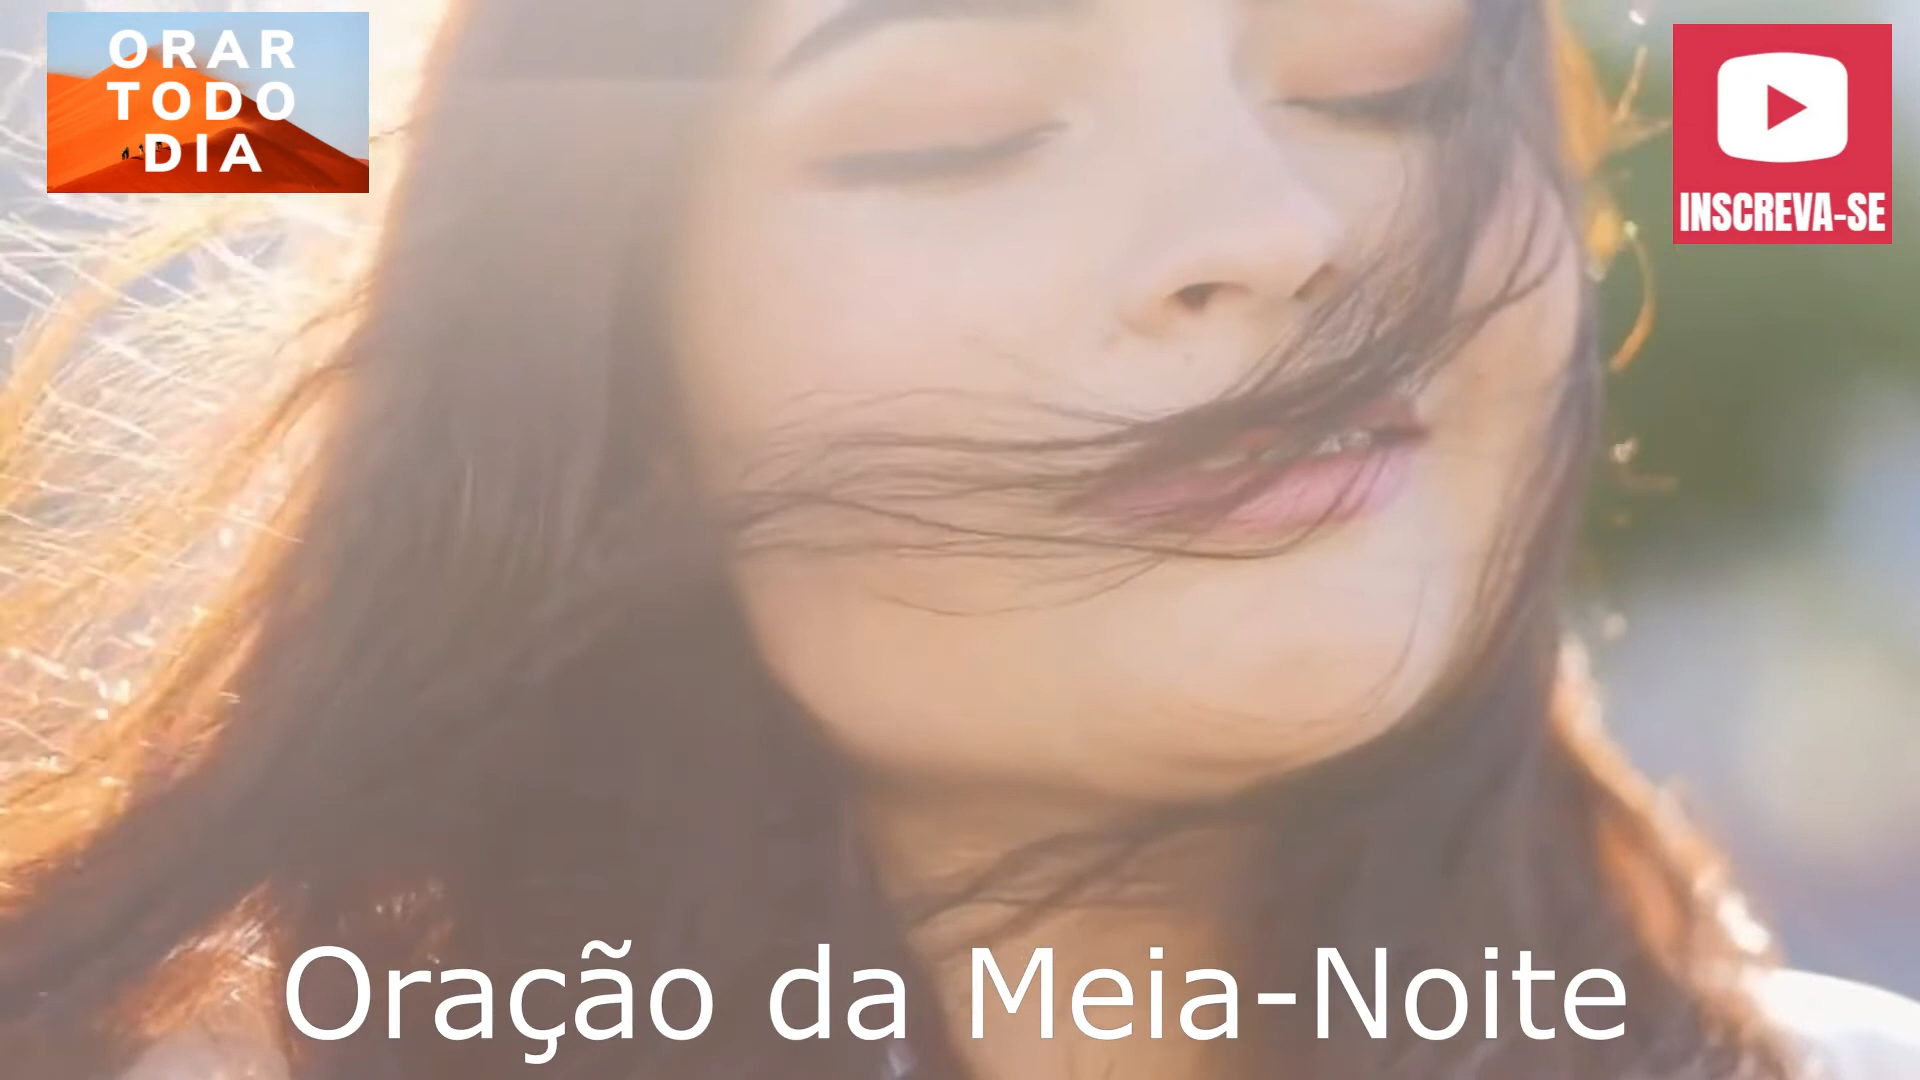 ORAR
TODO
DIA
INSCREVA-SE
Oração da Meia-Noite